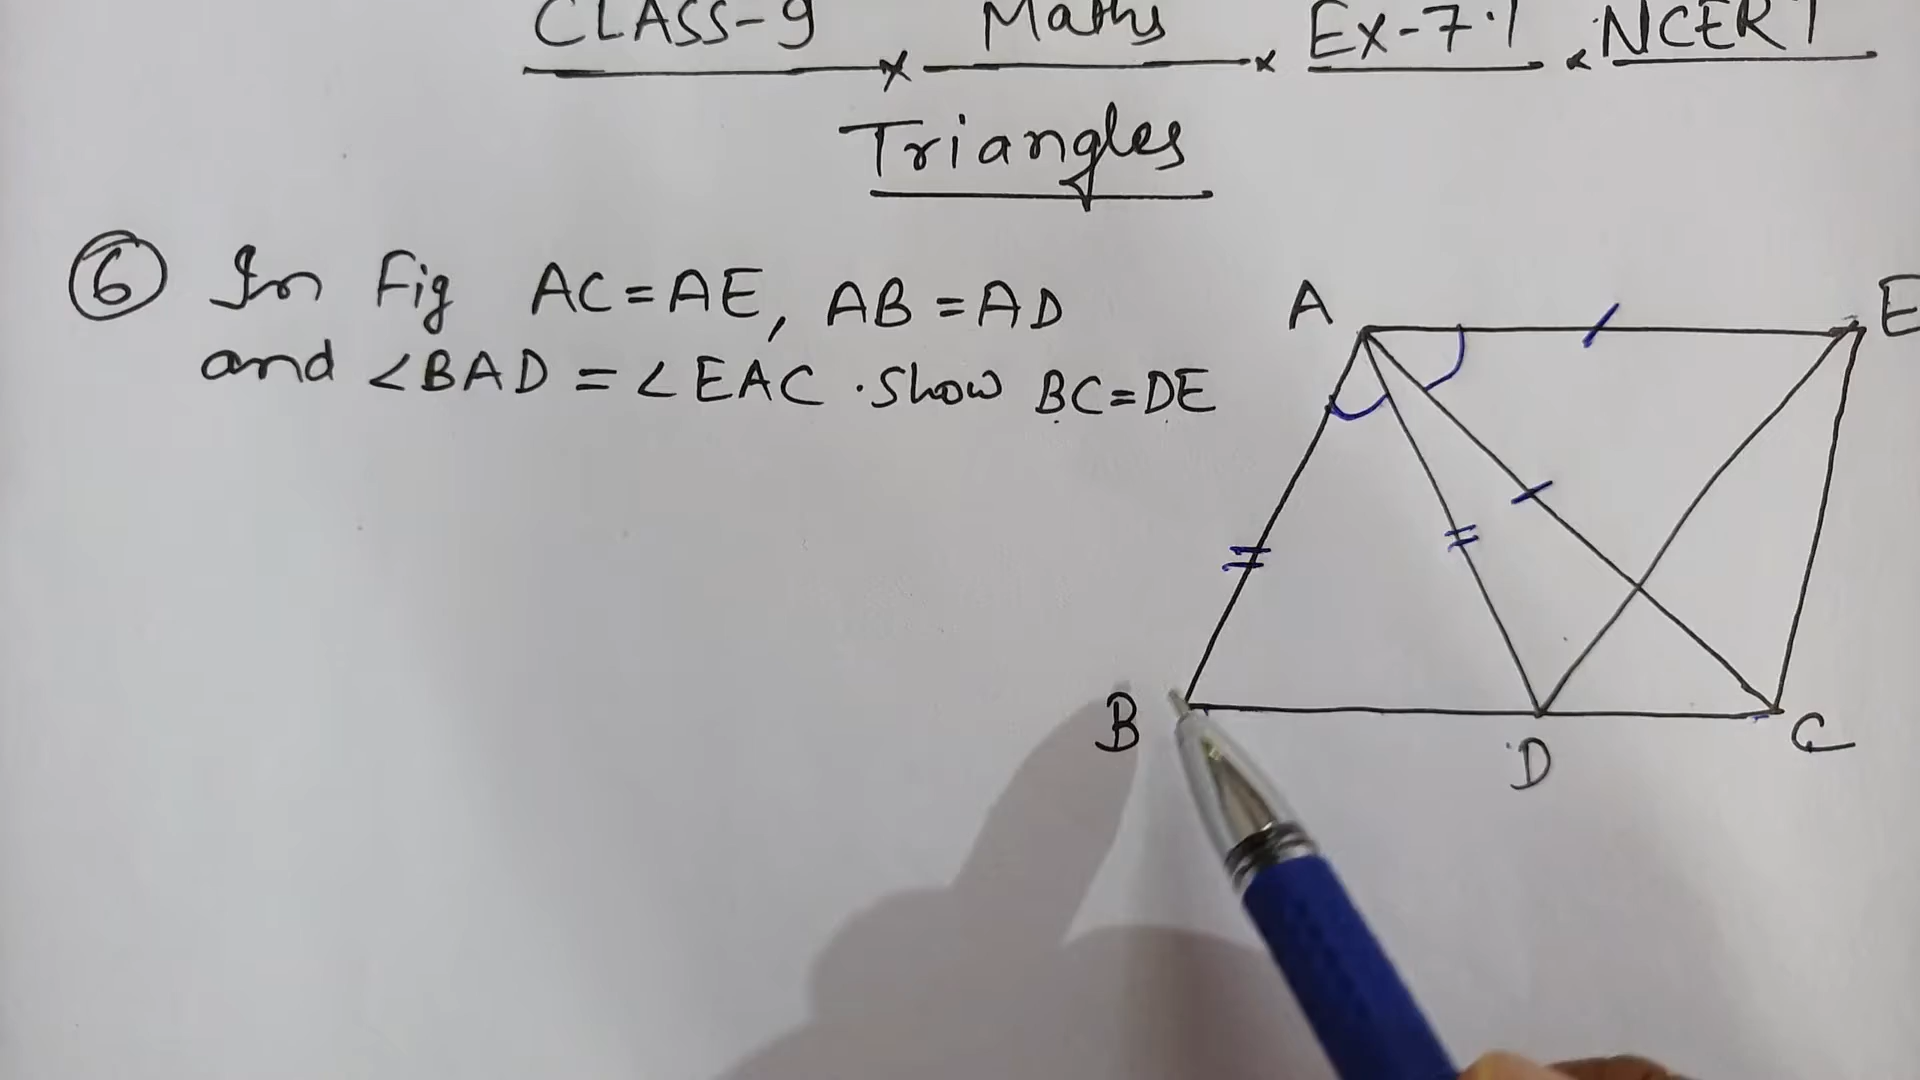 CLASS-9 Maths Ex-7.1 NCERT
Triangles
6 In Fig AC=AE, AB=AD
and ∠BAD=∠EAC. Show BC=DE
A
E
B
D
C